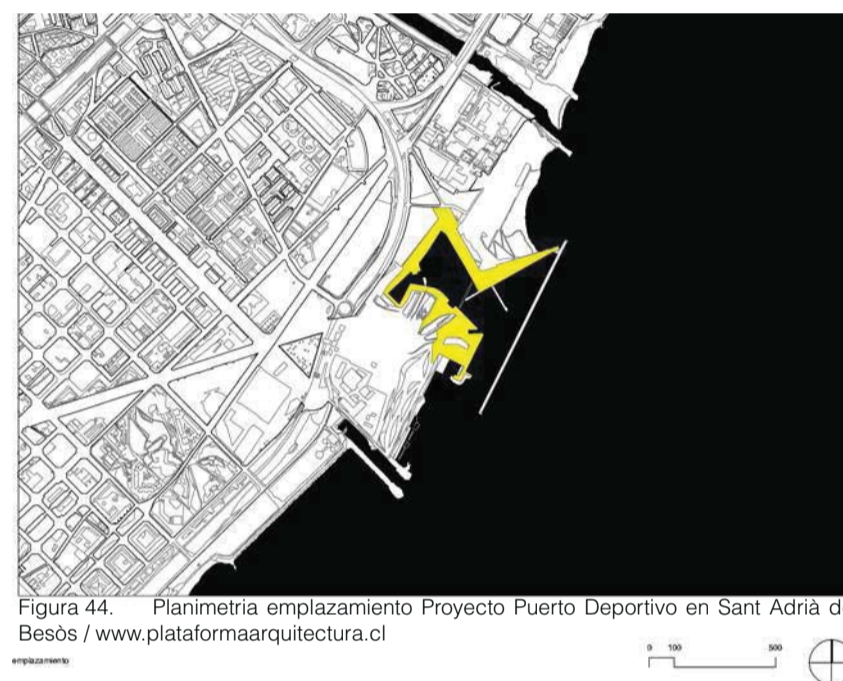 Figura 44. Planimetria emplazamiento Proyecto Puerto Deportivo en Sant Adrià d
Besòs / www.plataformaarquitectura.cl
emplazamiento
0 100 500